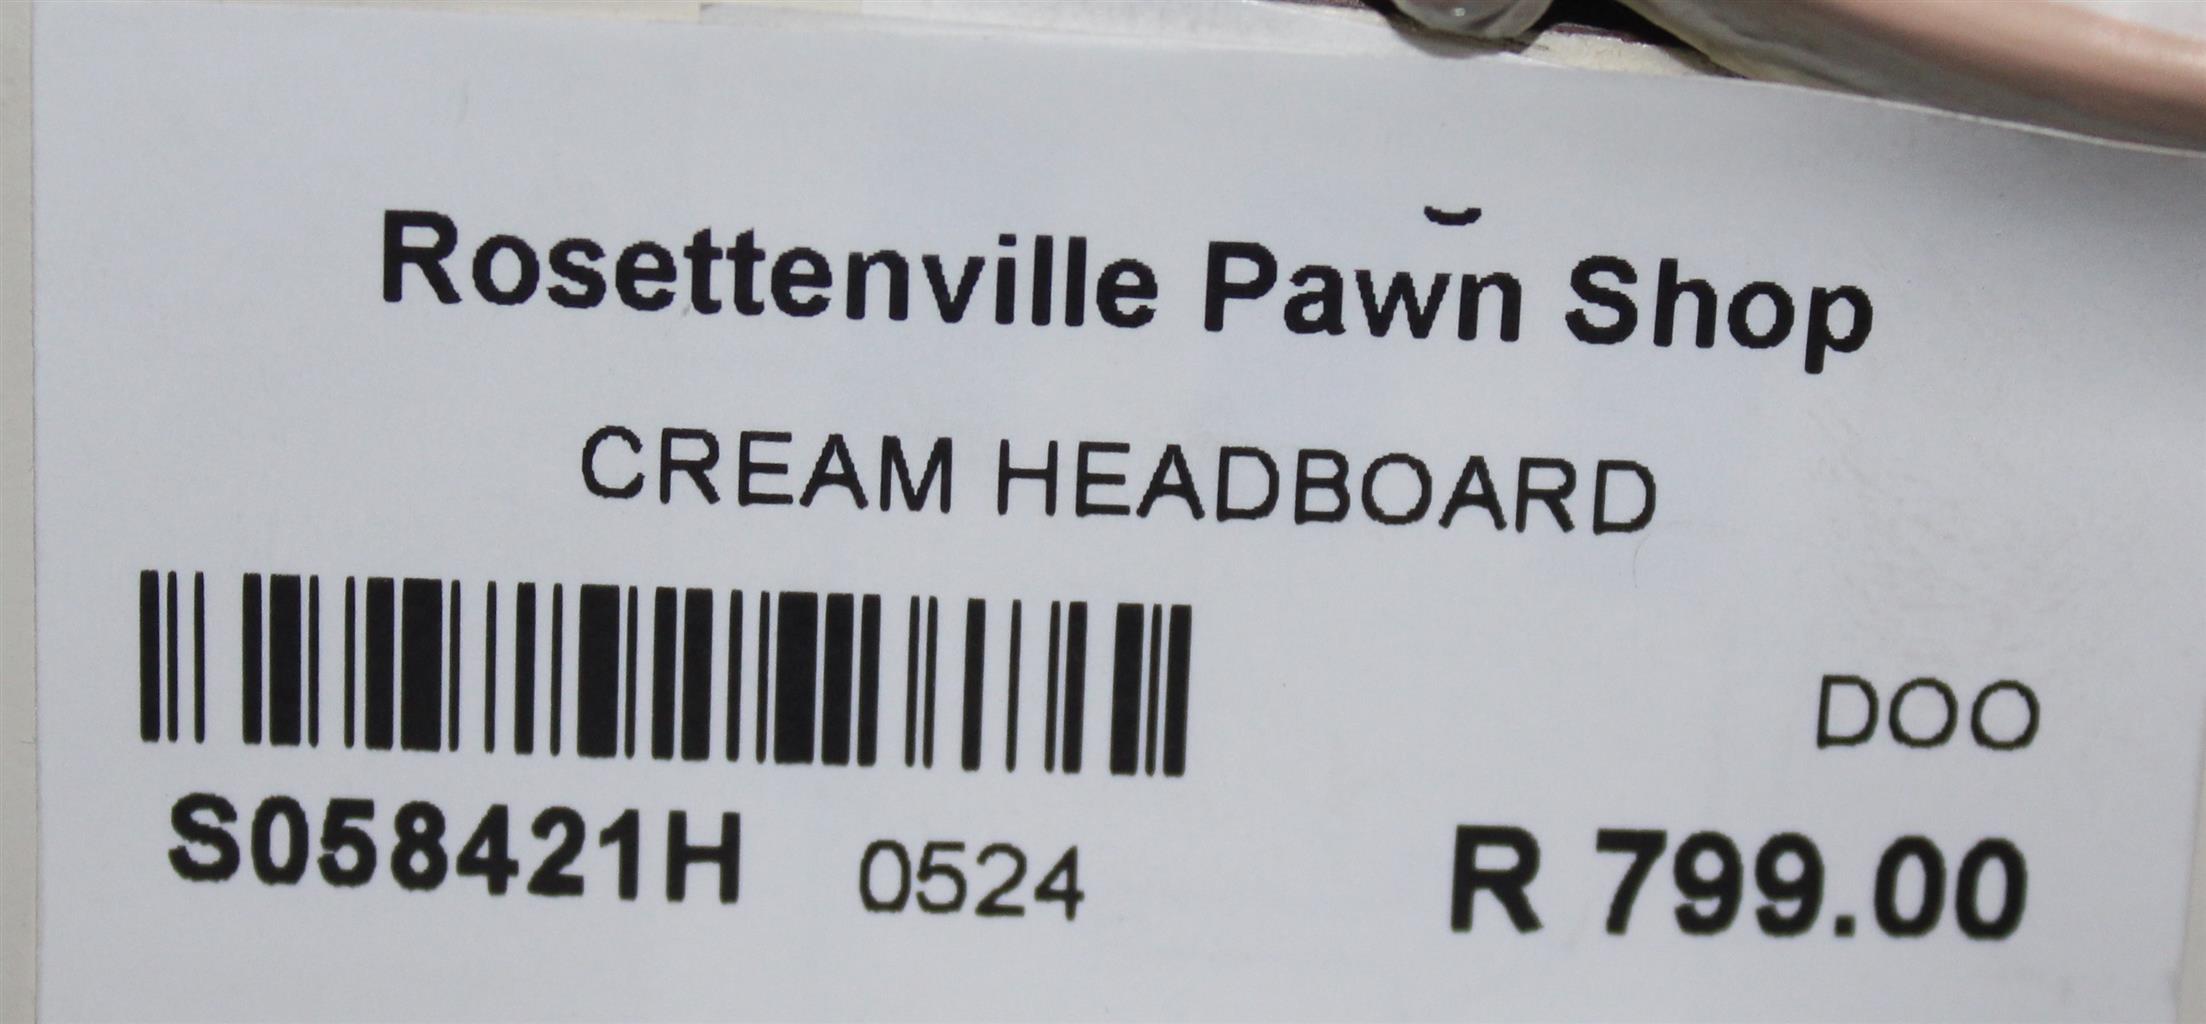 Rosettenville Pawn Shop
CREAM HEADBOARD
DOO
S058421H 0524 R 799.00